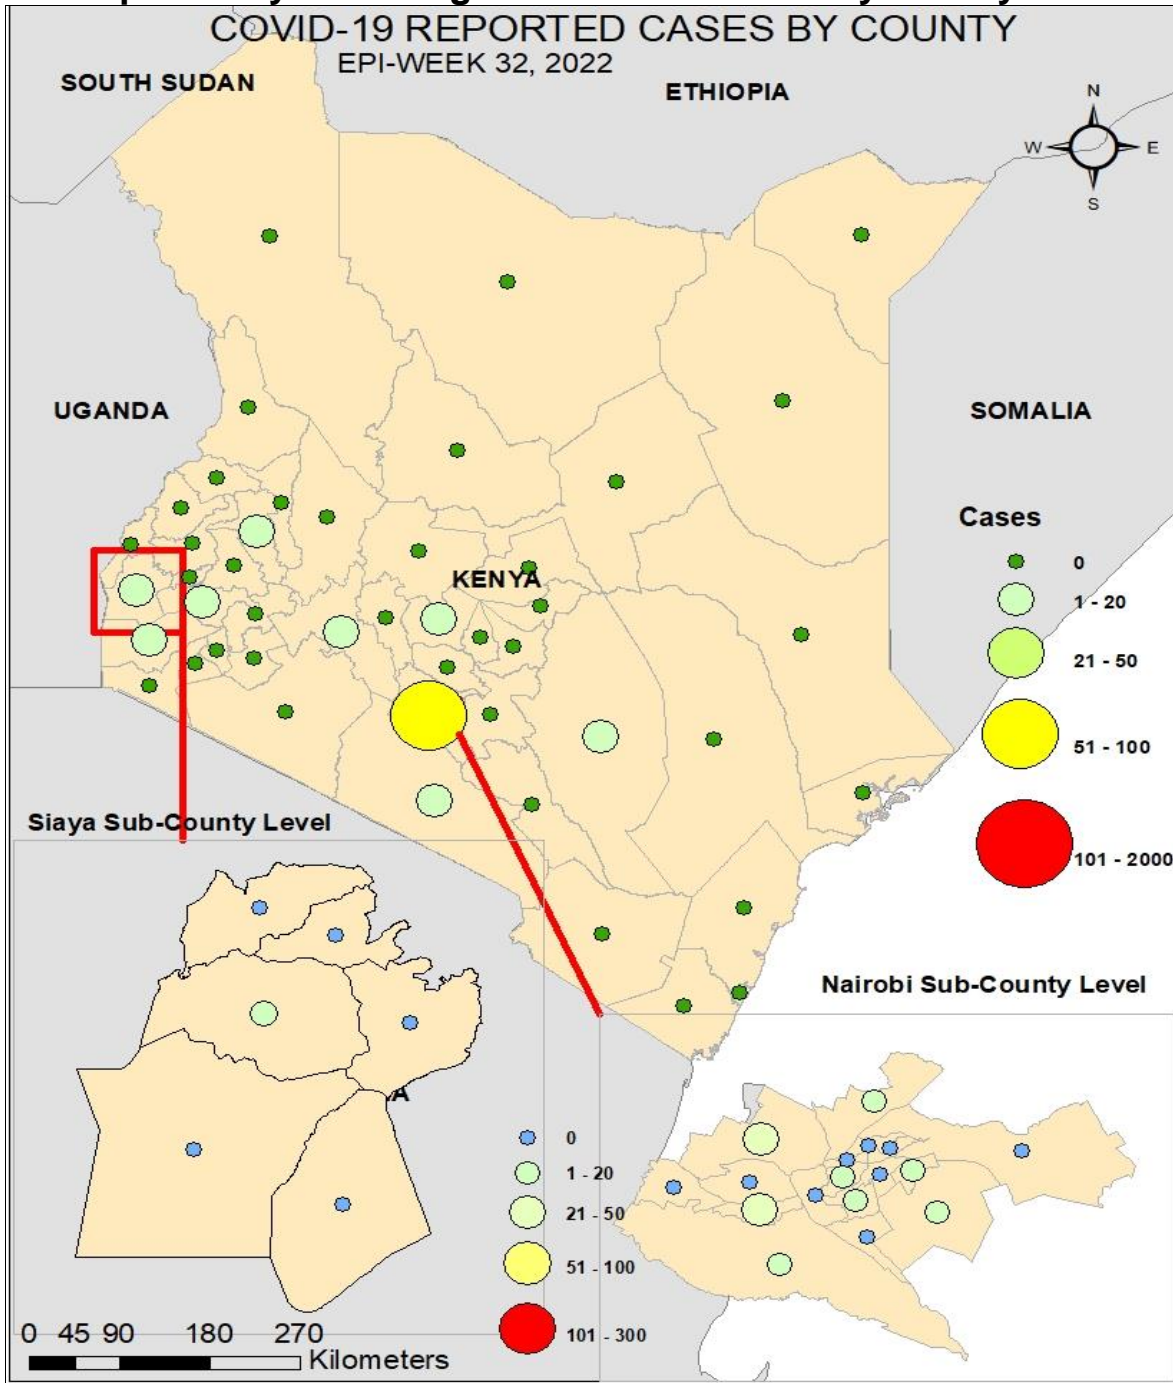 COVID-19 REPORTED CASES BY COUNTY
EPI-WEEK 32, 2022
SOUTH SUDAN
ETHIOPIA
N
W E
S
UGANDA
SOMALIA
KENYA
Cases
0
1 - 20
21 - 50
51 - 100
101 - 2000
Siaya Sub-County Level
Nairobi Sub-County Level
0
1 - 20
21 - 50
51 - 100
101 - 300
0 45 90 180 270
Kilometers